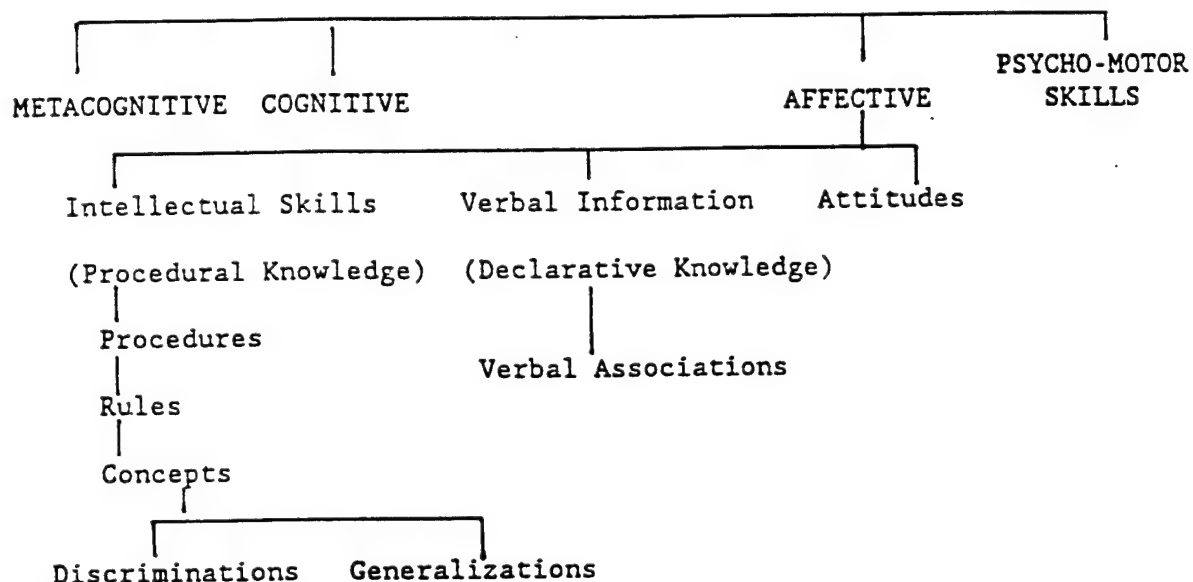 PSYCHO-MOTOR
METACOGNITIVE COGNITIVE AFFECTIVE SKILLS
Intellectual Skills Verbal Information Attitudes
(Procedural Knowledge) (Declarative Knowledge)
Procedures
Verbal Associations
Rules
Concepts
Discriminations Generalizations